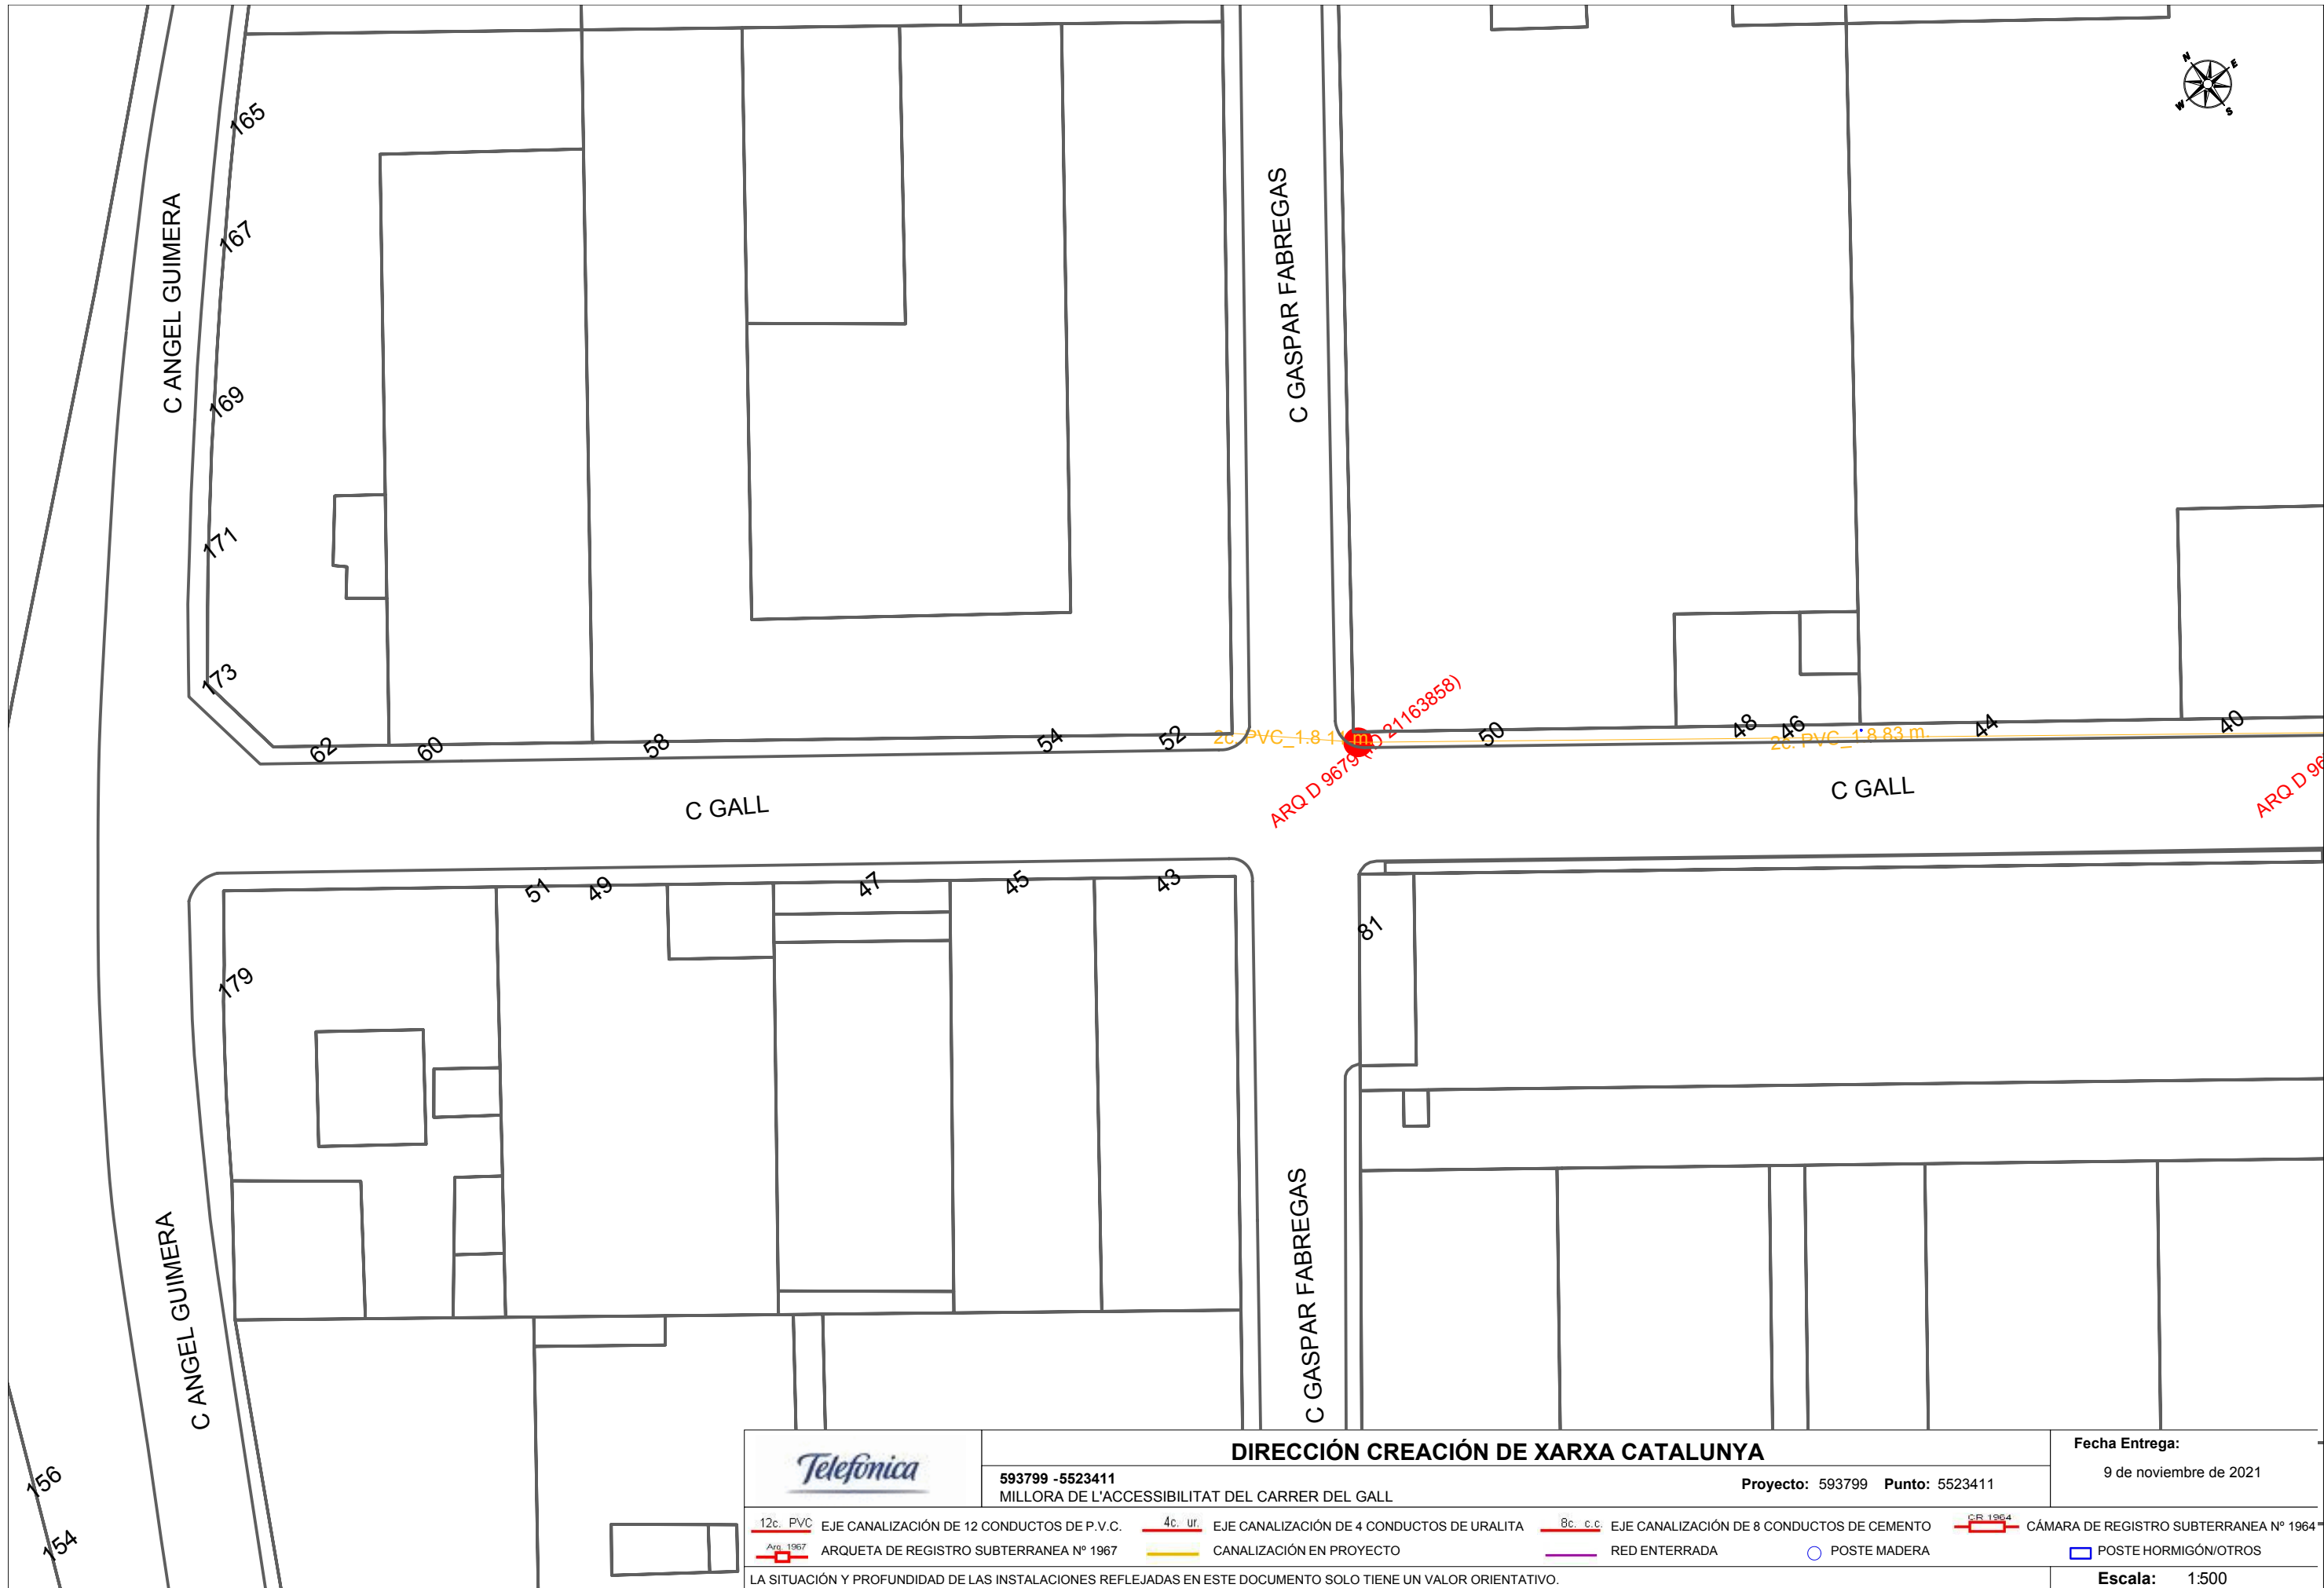 N
E
W
S
165
C ANGEL GUIMERA
167
C GASPAR FABREGAS
169
171
173
62
60
58
54
52
2c. PVC_1.8
m.
ARQ D 9679
21163858)
50
48
46
2c. PVC_1.8 83 m.
44
40
ARQ D
C GALL
C GALL
51
49
47
45
43
81
179
C ANGEL GUIMERA
C GASPAR FABREGAS
156
154
Telefónica
DIRECCIÓN CREACIÓN DE XARXA CATALUNYA
593799 -5523411
MILLORA DE L'ACCESSIBILITAT DEL CARRER DEL GALL
Proyecto: 593799 Punto: 5523411
Fecha Entrega:
9 de noviembre de 2021
12c. PVC EJE CANALIZACIÓN DE 12 CONDUCTOS DE P.V.C.
4c. ur. EJE CANALIZACIÓN DE 4 CONDUCTOS DE URALITA
8c. c.c. EJE CANALIZACIÓN DE 8 CONDUCTOS DE CEMENTO
CR 1964 CÁMARA DE REGISTRO SUBTERRANEA Nº 1964
Arq. 1967 ARQUETA DE REGISTRO SUBTERRANEA Nº 1967
CANALIZACIÓN EN PROYECTO
RED ENTERRADA
POSTE MADERA
POSTE HORMIGÓN/OTROS
LA SITUACIÓN Y PROFUNDIDAD DE LAS INSTALACIONES REFLEJADAS EN ESTE DOCUMENTO SOLO TIENE UN VALOR ORIENTATIVO.
Escala: 1:500